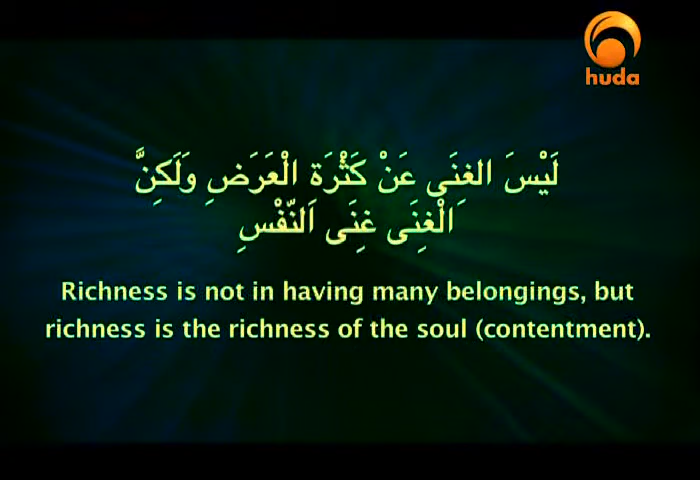 huda
لَيْسَ الغِنَى عَنْ كَثْرَة الْعَرَضِ وَلَكِنَّ
الْغِنَى غِنَى اَلنّفْسِ
Richness is not in having many belongings, but
richness is the richness of the soul (contentment).